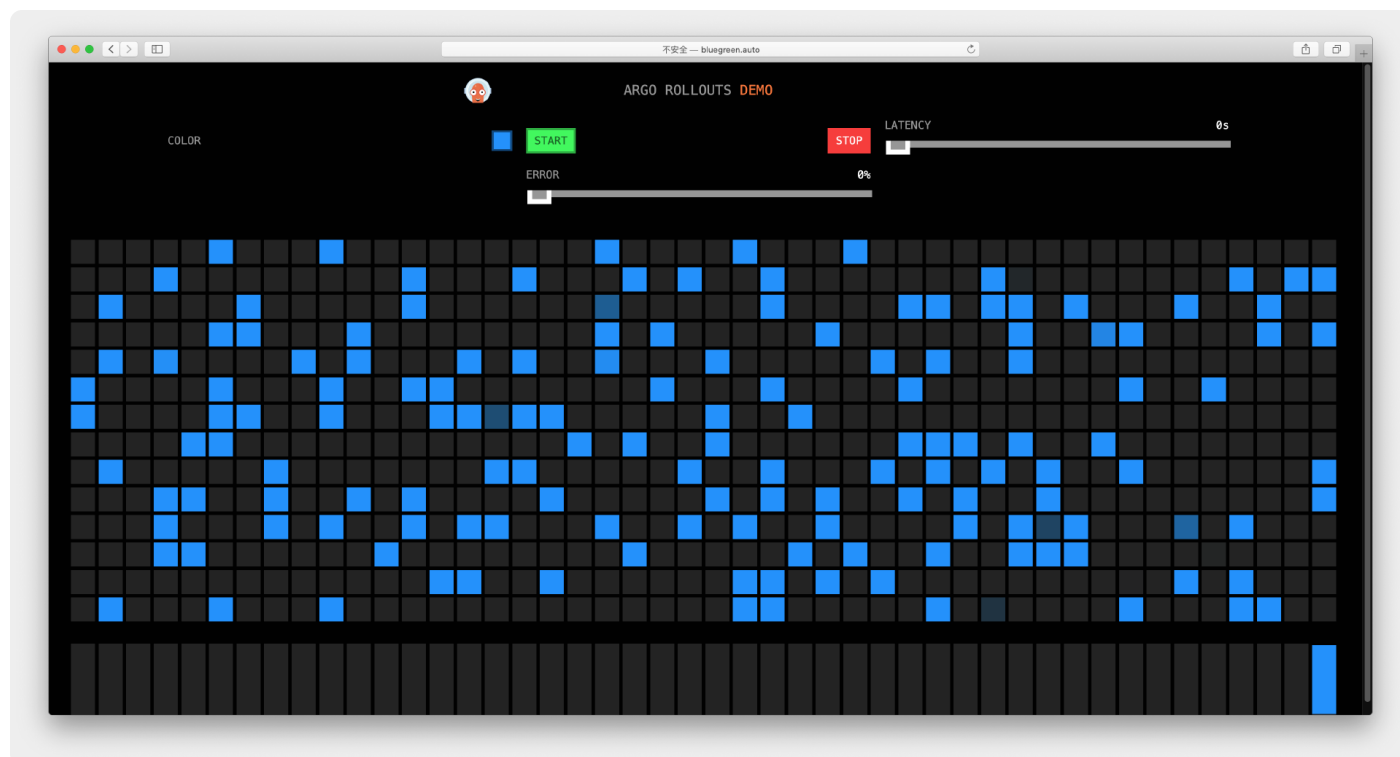 不安全 — bluegreen.auto
ARGO ROLLOUTS DEMO
COLOR
START
STOP
LATENCY
0s
ERROR
0%